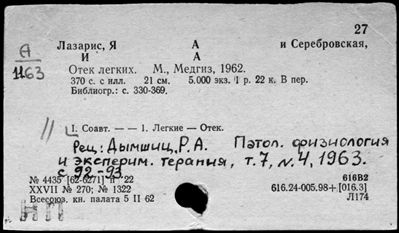 27
А
1163
Лазарис, Я А и Серебровская,
И А
Отек легких. М., Медгиз, 1962.
370 с. с илл. 21 см. 5.000 экз. 1 р. 22 к. В пер.
Библиогр.: с. 330-369.
I. Соавт. — — 1. Легкие — Отек.
Рец.: Дымшиц, Р.А. Патол. физиология
и эксперим. терапия, т.7, N.4, 1963.
с 92-93
№ 4435 [62-6271] п 22
616В2
XXVII № 270; № 1322
616.24-005.98+[016.3]
Всесоюз. кн. палата 5 II 62
Л174
НП